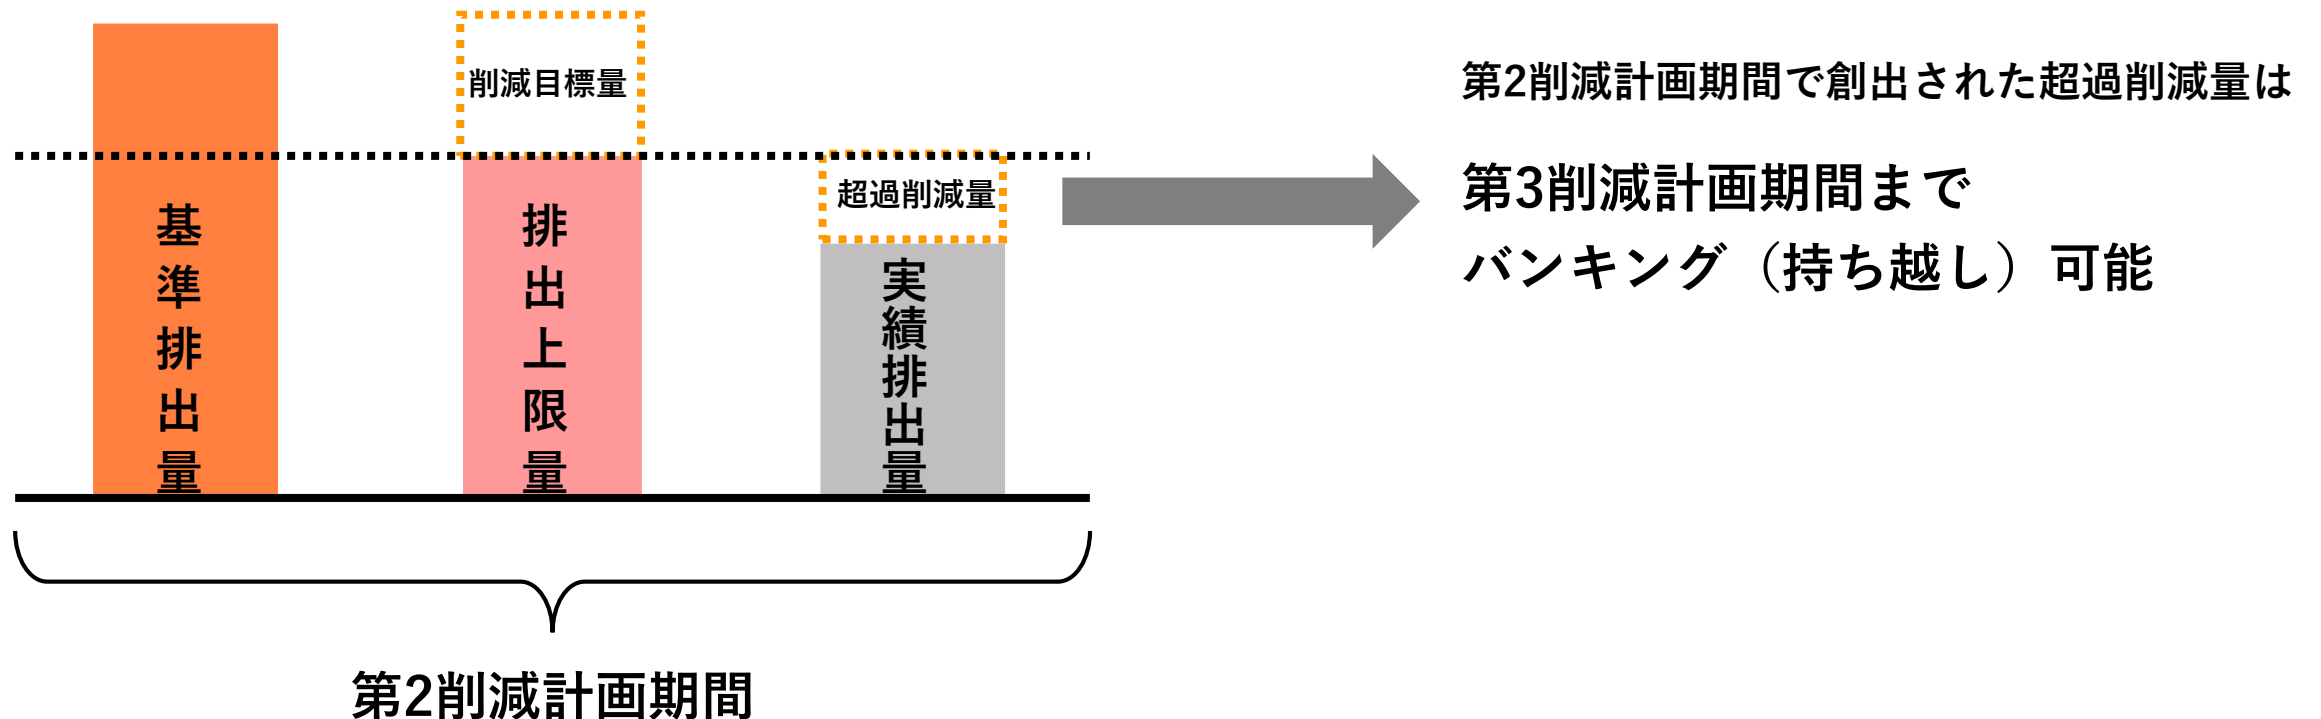 削減目標量
超過削減量
基準排出量
排出上限量
実績排出量
第2削減計画期間
第2削減計画期間で創出された超過削減量は
第3削減計画期間まで
バンキング（持ち越し）可能